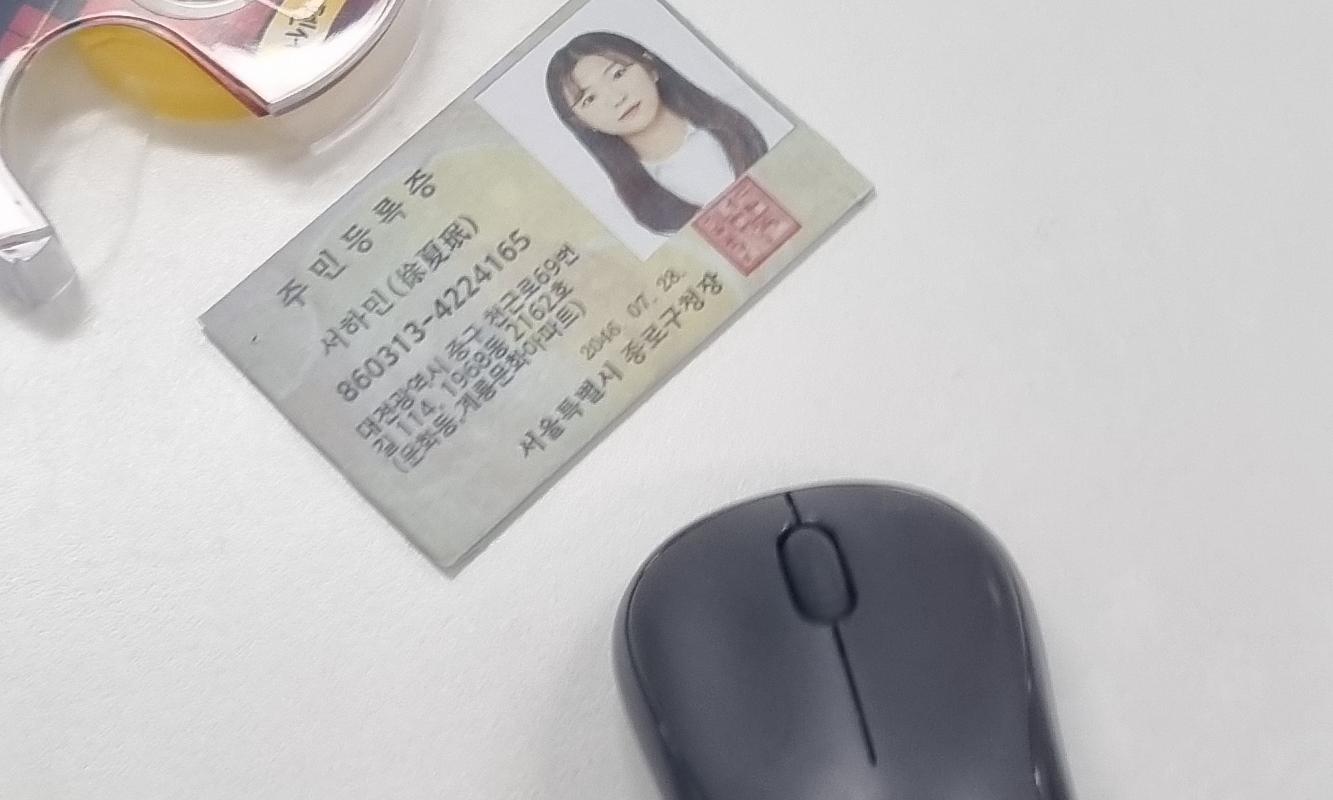 주민등록증
서하민(徐夏珉)
860313-4224165
대전광역시 중구 천근로69번
길 114, 1968동 2162호
(문화동,계룡문화아파트)
2046. 07. 28.
서울특별시 종로구청장